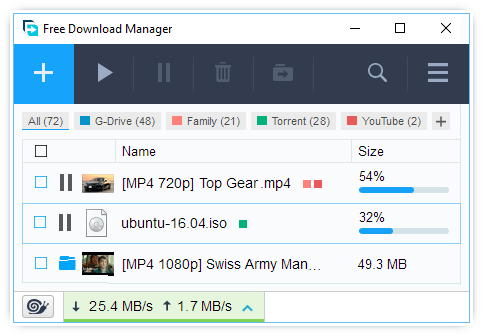 Free Download Manager
All (72) G-Drive (48) Family (21) Torrent (28) YouTube (2) +
Name Size
[MP4 720p] Top Gear.mp4 54%
ubuntu-16.04.iso 32%
[MP4 1080p] Swiss Army Man... 49.3 MB
↓ 25.4 MB/s ↑ 1.7 MB/s